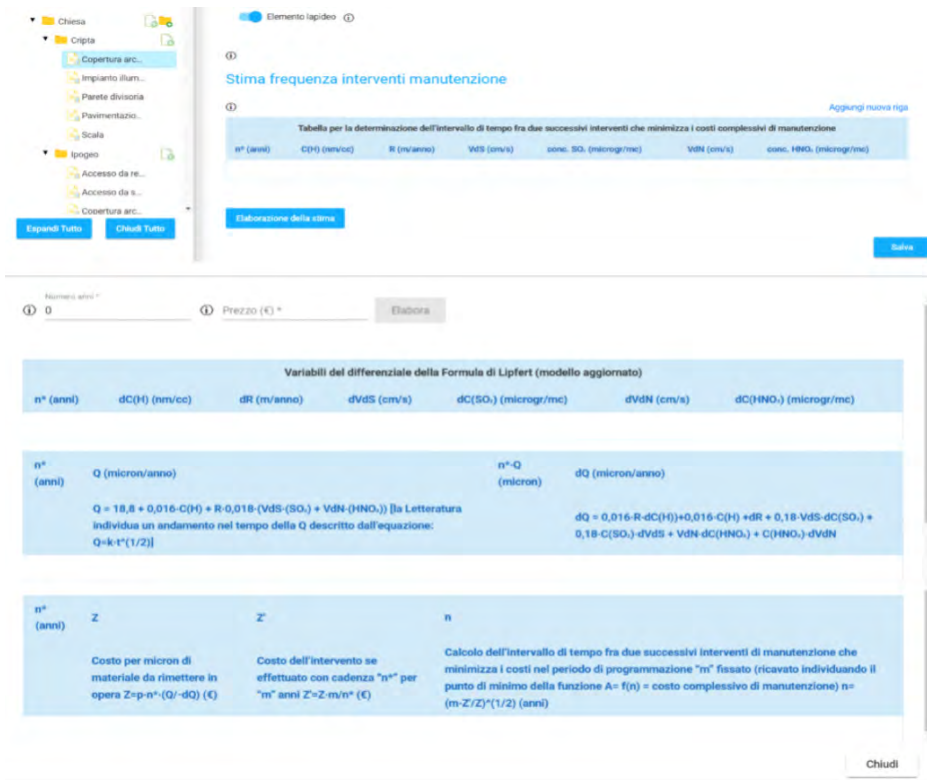 Chiesa
Cripta
Copertura arc...
Impianto illum...
Parete divisoria
Pavimentazio...
Scala
Ipogeo
Accesso da re...
Accesso da s...
Copertura arc...
Espandi Tutto Chiudi Tutto
Elemento lapideo
Stima frequenza interventi manutenzione
Aggiungi nuova riga
Tabella per la determinazione dell'intervallo di tempo fra due successivi interventi che minimizza i costi complessivi di manutenzione
n* (anni) C(H) (nm/cc) R (m/anno) VdS (cm/s) conc. SO₂ (microgr/mc) VdN (cm/s) conc. HNO₃ (microgr/mc)
Elaborazione della stima
Salva
Numero anni *
0 Prezzo (€) * Elabora
Variabili del differenziale della Formula di Lipfert (modello aggiornato)
n* (anni) dC(H) (nm/cc) dR (m/anno) dVdS (cm/s) dC(SO₂) (microgr/mc) dVdN (cm/s) dC(HNO₃) (microgr/mc)
n* (anni) Q (micron/anno) n*-Q (micron) dQ (micron/anno)
Q = 18,8 + 0,016·C(H) + R·0,018·(VdS·(SO₂) + VdN·(HNO₃)) [la Letteratura
individua un andamento nel tempo della Q descritto dall'equazione:
Q=k·t^(1/2)]
dQ = 0,016·R·dC(H))+0,016·C(H) +dR + 0,18·VdS·dC(SO₂) +
0,18·C(SO₂)·dVdS + VdN·dC(HNO₃) + C(HNO₃)·dVdN
n* (anni) Z Z' n
Costo per micron di
materiale da rimettere in
opera Z=p·n*·(Q/-dQ) (€)
Costo dell'intervento se
effettuato con cadenza "n*" per
"m" anni Z'=Z·m/n* (€)
Calcolo dell'intervallo di tempo fra due successivi interventi di manutenzione che
minimizza i costi nel periodo di programmazione "m" fissato (ricavato individuando il
punto di minimo della funzione A= f(n) = costo complessivo di manutenzione) n=
(m·Z'/Z)^(1/2) (anni)
Chiudi